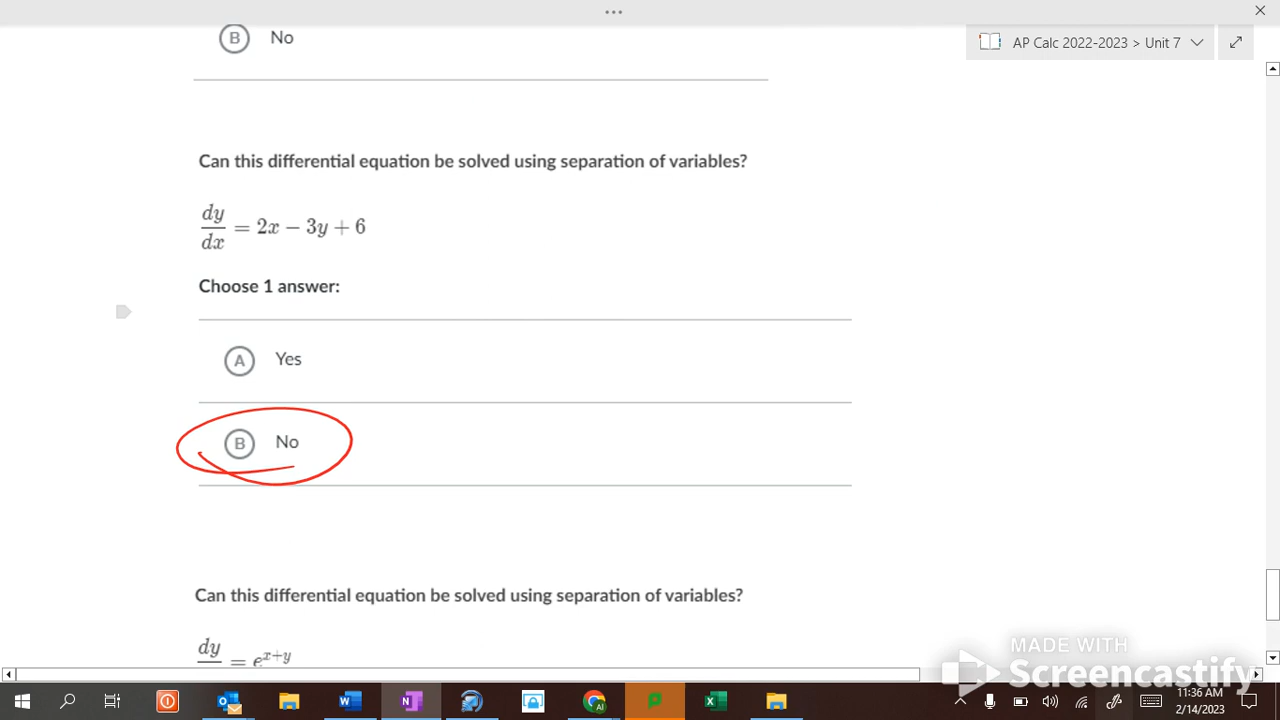 •••
B No
AP Calc 2022-2023 > Unit 7
Can this differential equation be solved using separation of variables?
dy/dx = 2x − 3y + 6
Choose 1 answer:
A Yes
B No
Can this differential equation be solved using separation of variables?
dy = e^{x+y}
MADE WITH
Screencastify
11:36 AM
2/14/2023